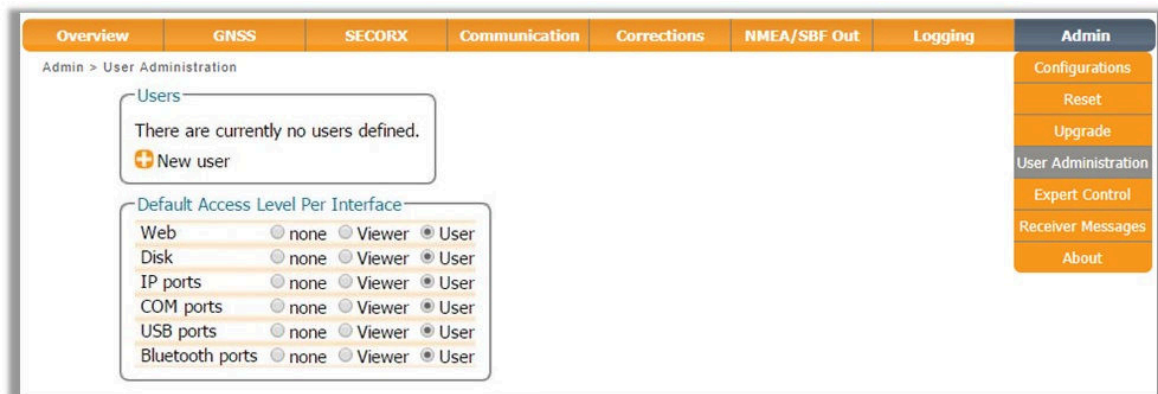 Overview GNSS SECORX Communication Corrections NMEA/SBF Out Logging Admin
Admin > User Administration
Configurations
Reset
Upgrade
User Administration
Expert Control
Receiver Messages
About
Users
There are currently no users defined.
New user
Default Access Level Per Interface
Web none Viewer User
Disk none Viewer User
IP ports none Viewer User
COM ports none Viewer User
USB ports none Viewer User
Bluetooth ports none Viewer User